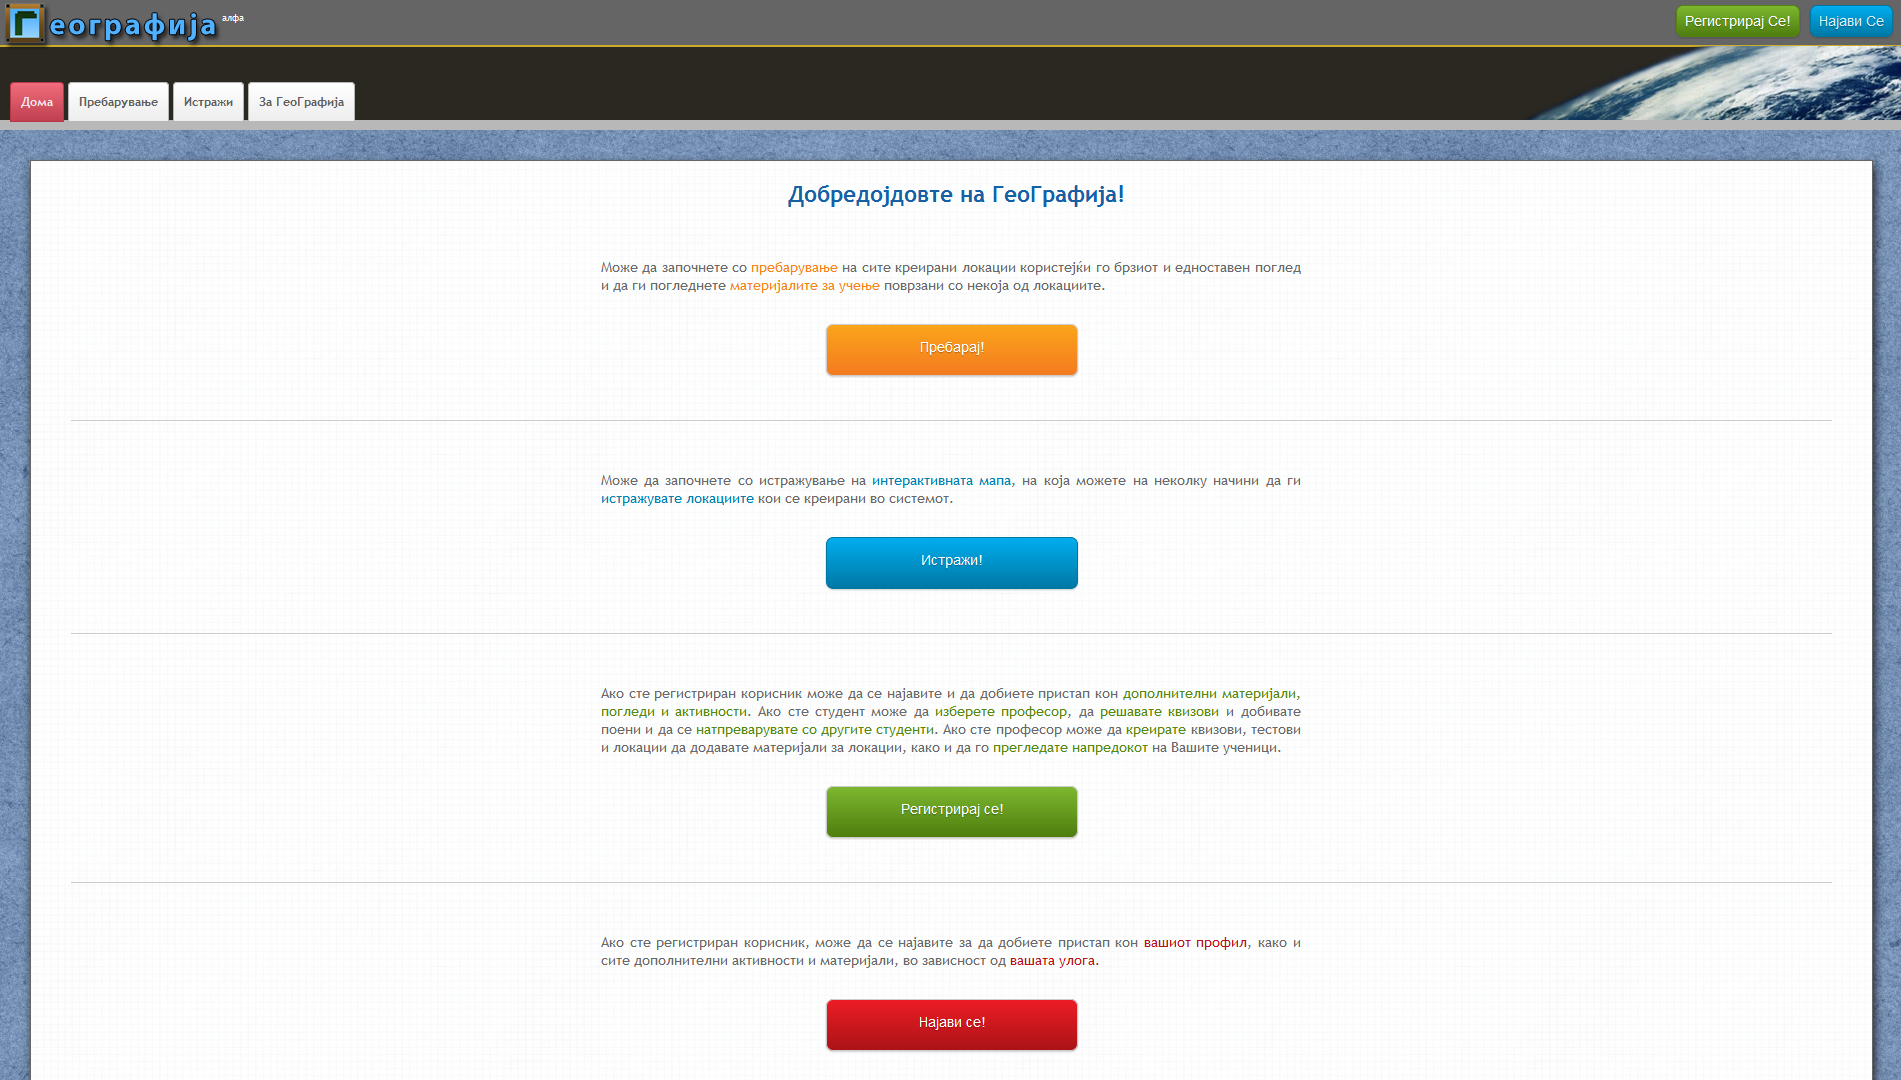 Географија алфа
Регистрирај Се! Најави Се
Дома Пребарување Истражи За ГеоГрафија
Добредојдовте на ГеоГрафија!
Може да започнете со пребарување на сите креирани локации користејќи го брзиот и едноставен поглед
и да ги погледнете материјалите за учење поврзани со некоја од локациите.
Пребарај!
Може да започнете со истражување на интерактивната мапа, на која можете на неколку начини да ги
истражувате локациите кои се креирани во системот.
Истражи!
Ако сте регистриран корисник може да се најавите и да добиете пристап кон дополнителни материјали,
погледи и активности. Ако сте студент може да изберете професор, да решавате квизови и добивате
поени и да се натпреварувате со другите студенти. Ако сте професор може да креирате квизови, тестови
и локации да додавате материјали за локации, како и да го прегледате напредокот на Вашите ученици.
Регистрирај се!
Ако сте регистриран корисник, може да се најавите за да добиете пристап кон вашиот профил, како и
сите дополнителни активности и материјали, во зависност од вашата улога.
Најави се!